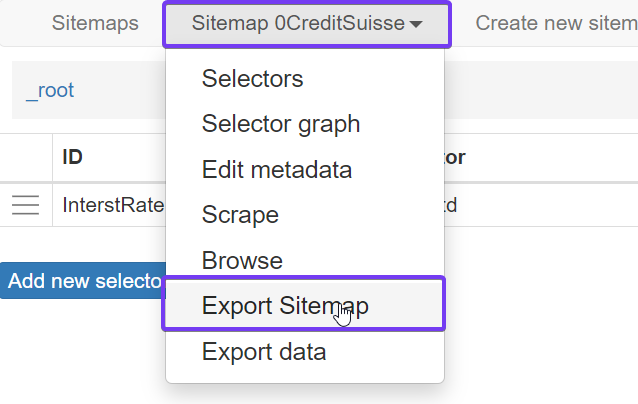 Sitemaps Sitemap 0CreditSuisse Create new sitem
_root
Selectors
Selector graph
Edit metadata
Scrape
Browse
Export Sitemap
Export data
ID tor
InterstRate td
Add new selecto